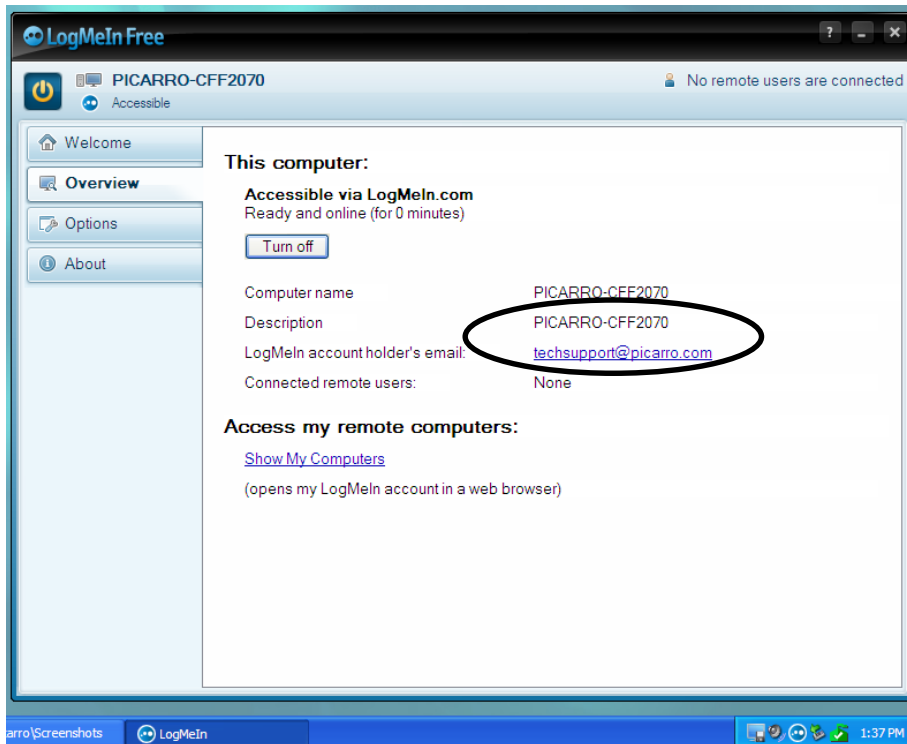 LogMeIn Free
PICARRO-CFF2070
Accessible
No remote users are connected
Welcome
Overview
Options
About
This computer:
Accessible via LogMeIn.com
Ready and online (for 0 minutes)
Turn off
Computer name PICARRO-CFF2070
Description PICARRO-CFF2070
LogMeIn account holder's email: techsupport@picarro.com
Connected remote users: None
Access my remote computers:
Show My Computers
(opens my LogMeIn account in a web browser)
arro\Screenshots LogMeIn 1:37 PM